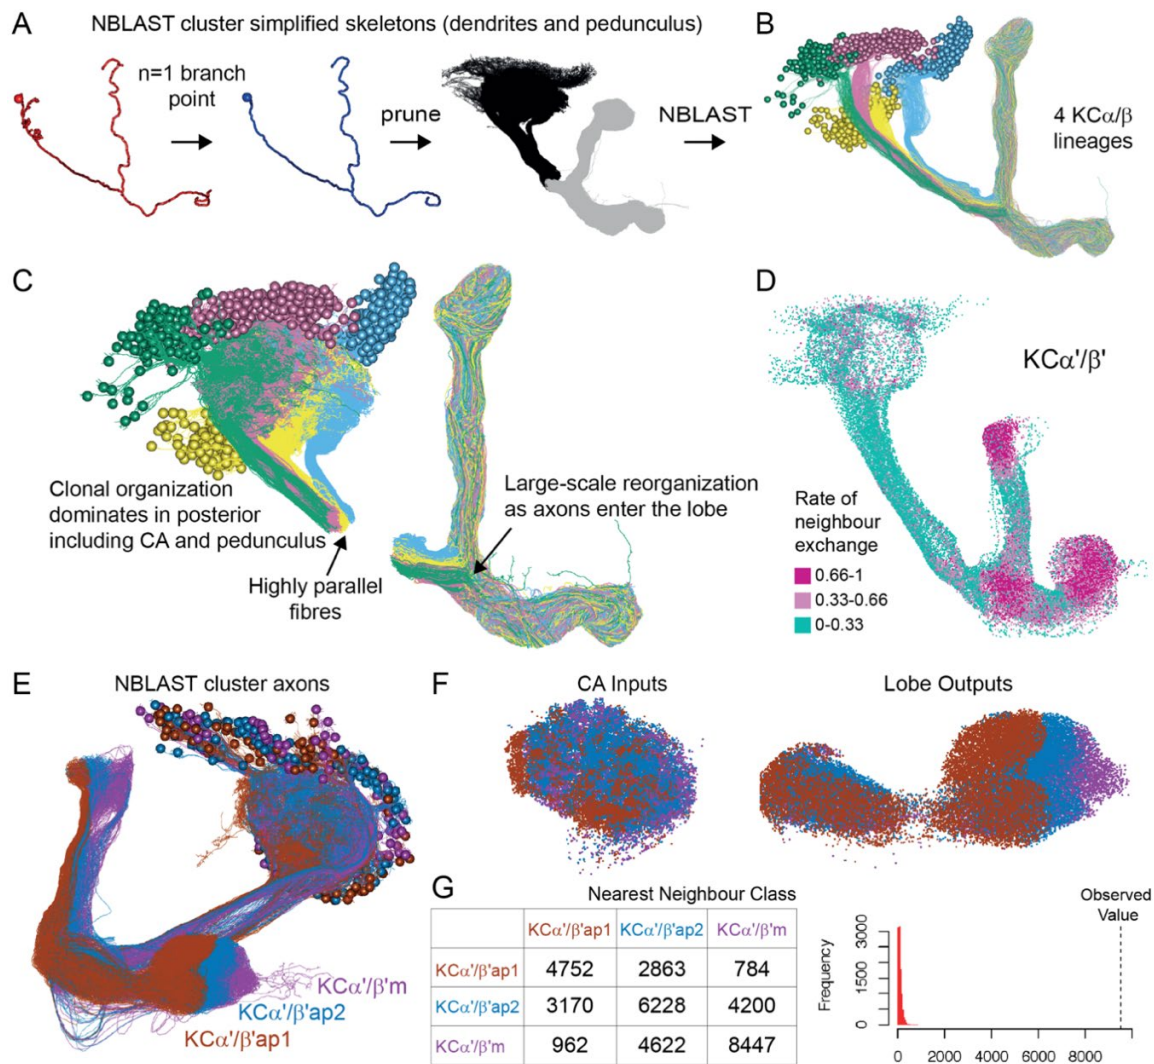 A
NBLAST cluster simplified skeletons (dendrites and pedunculus)
n=1 branch
point
prune
NBLAST
B
4 KCα/β
lineages
C
Clonal organization
dominates in posterior
including CA and pedunculus
Highly parallel
fibres
Large-scale reorganization
as axons enter the lobe
D
KCα'/β'
Rate of
neighbour
exchange
0.66-1
0.33-0.66
0-0.33
E
NBLAST cluster axons
KCα'/β'm
KCα'/β'ap2
KCα'/β'ap1
F
CA Inputs
Lobe Outputs
G
Nearest Neighbour Class
KCα'/β'ap1 KCα'/β'ap2 KCα'/β'm
KCα'/β'ap1 4752 2863 784
KCα'/β'ap2 3170 6228 4200
KCα'/β'm 962 4622 8447
Observed
Value
Frequency
3000
1500
0
0 2000 4000 6000 8000